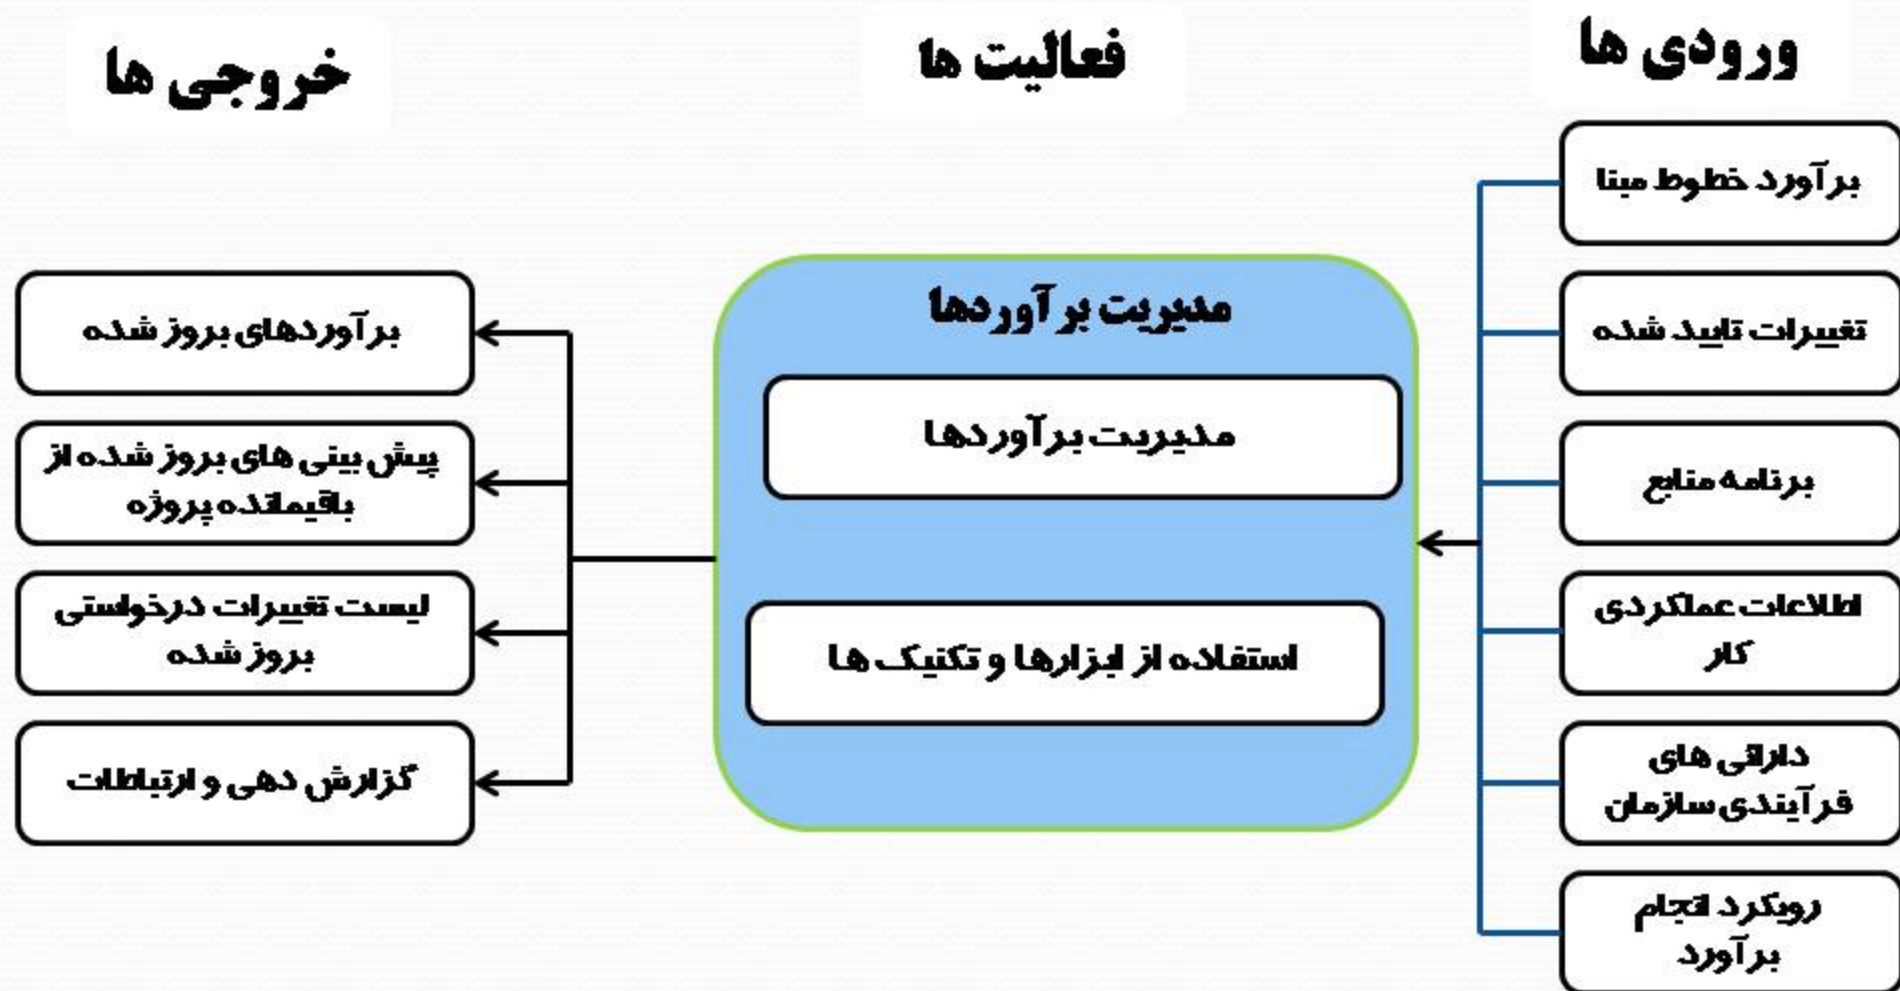 ورودی ها
برآورد خطوط مبنا
تغییرات تایید شده
برنامه منابع
اطلاعات عملکردی
کار
دارائی های
فرآیندی سازمان
رویکرد انجام
برآورد
فعالیت ها
مدیریت برآوردها
مدیریت برآوردها
استفاده از ابزارها و تکنیک ها
خروجی ها
برآوردهای بروز شده
پیش بینی های بروز شده از
باقیمانده پروژه
لیست تغییرات درخواستی
بروز شده
گزارش دهی و ارتباطات